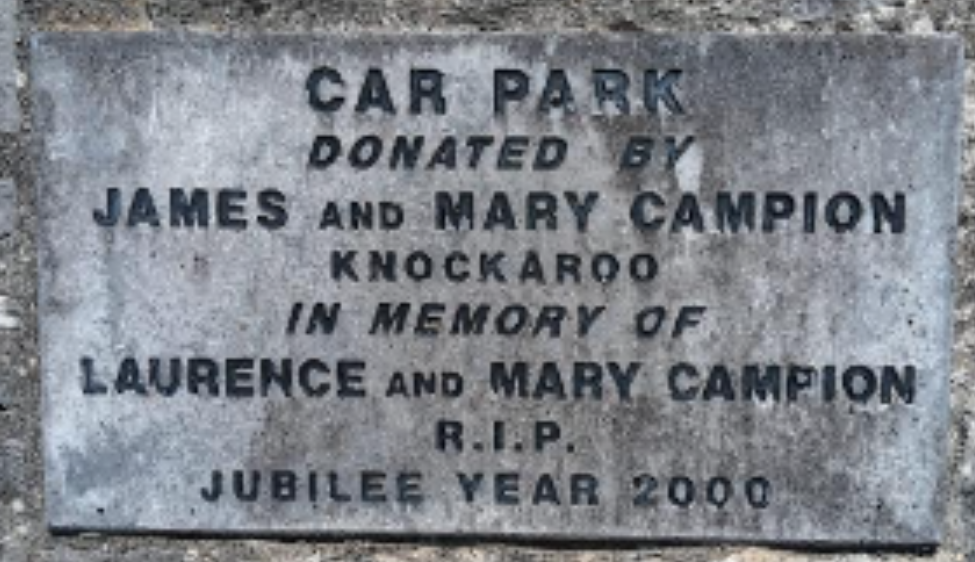 CAR PARK
DONATED BY
JAMES AND MARY CAMPION
KNOCKAROO
IN MEMORY OF
LAURENCE AND MARY CAMPION
R.I.P.
JUBILEE YEAR 2000